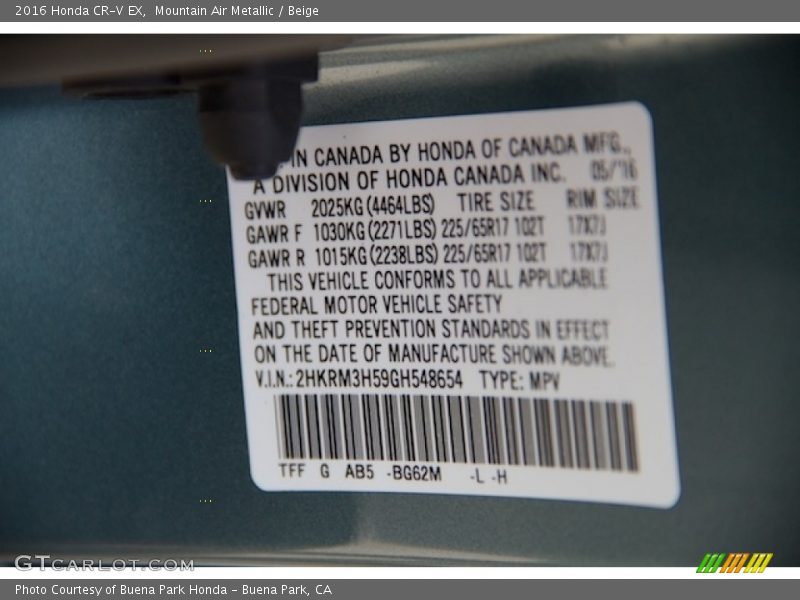 2016 Honda CR-V EX,  Mountain Air Metallic / Beige
IN CANADA BY HONDA OF CANADA MFG.,
A DIVISION OF HONDA CANADA INC. 05/16
GVWR 2025KG (4464LBS) TIRE SIZE RIM SIZE
GAWR F 1030KG (2271LBS) 225/65R17 102T 17X7J
GAWR R 1015KG (2238LBS) 225/65R17 102T 17X7J
THIS VEHICLE CONFORMS TO ALL APPLICABLE
FEDERAL MOTOR VEHICLE SAFETY
AND THEFT PREVENTION STANDARDS IN EFFECT
ON THE DATE OF MANUFACTURE SHOWN ABOVE.
V.I.N.: 2HKRM3H59GH548654 TYPE: MPV
TFF G AB5 -BG62M -L -H
GTCARLOT.COM
Photo Courtesy of Buena Park Honda - Buena Park, CA